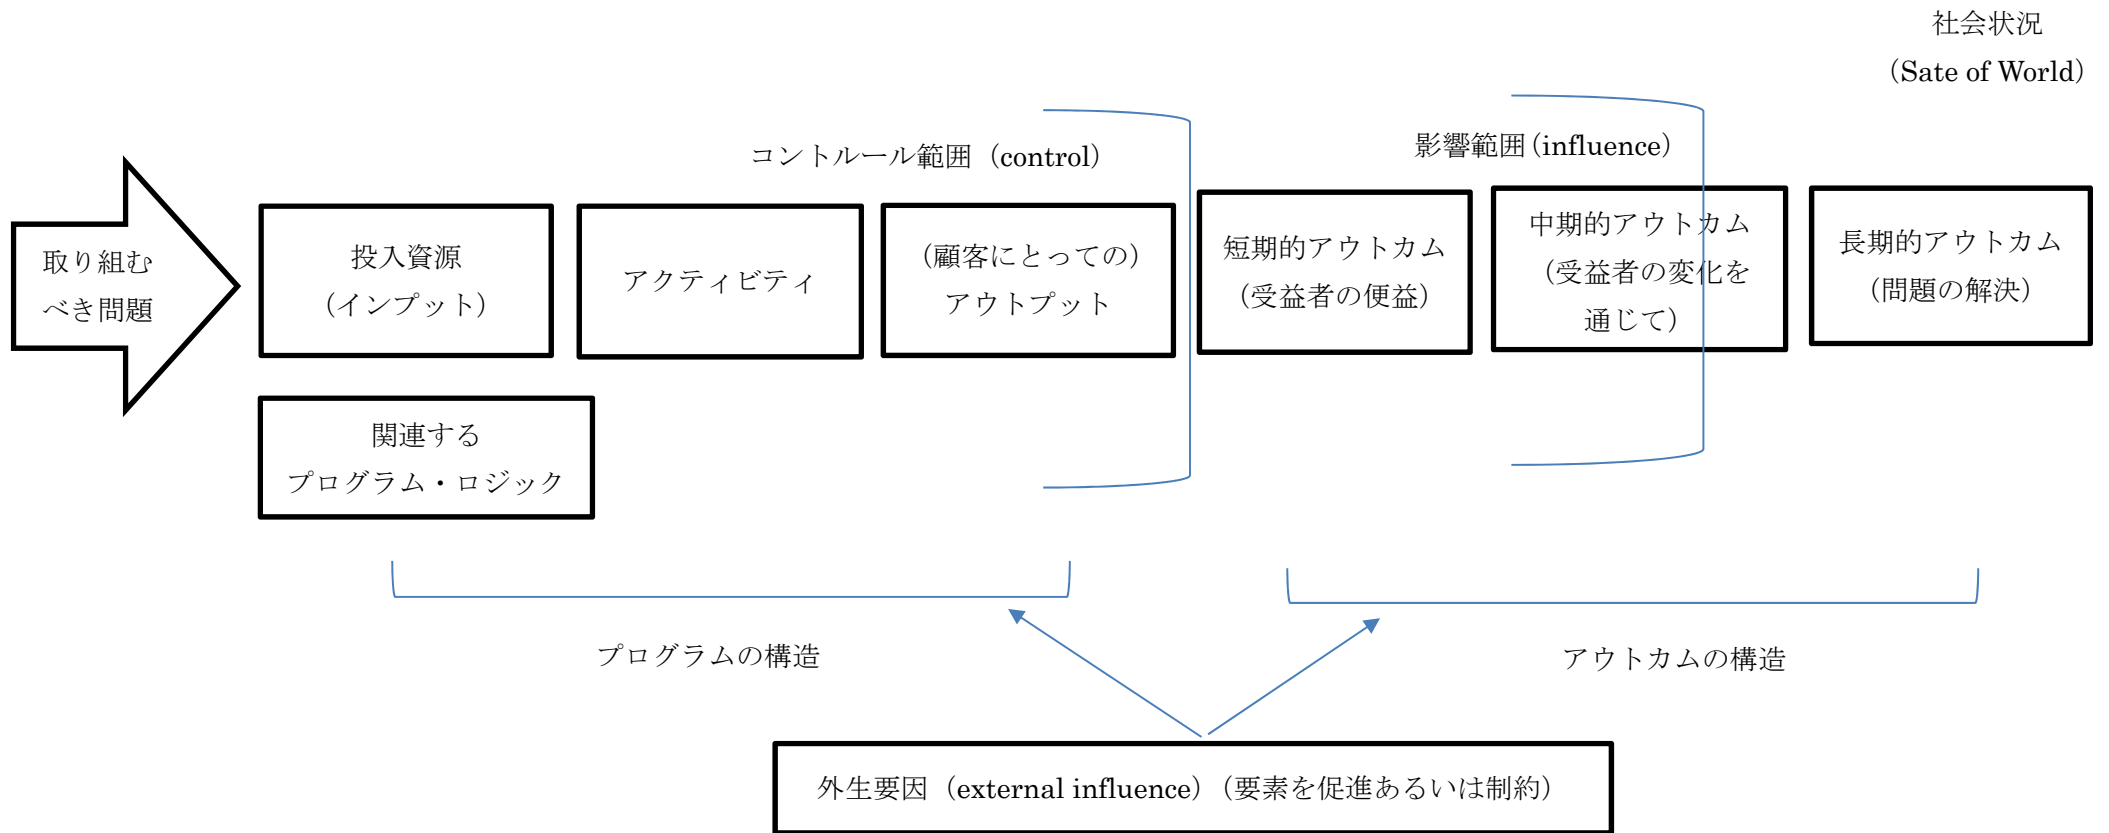 社会状況
(Sate of World)
コントルール範囲 (control)
影響範囲(influence)
取り組む
べき問題
投入資源
(インプット)
アクティビティ
(顧客にとっての)
アウトプット
短期的アウトカム
(受益者の便益)
中期的アウトカム
(受益者の変化を
通じて)
長期的アウトカム
(問題の解決)
関連する
プログラム・ロジック
プログラムの構造
アウトカムの構造
外生要因 (external influence) (要素を促進あるいは制約)